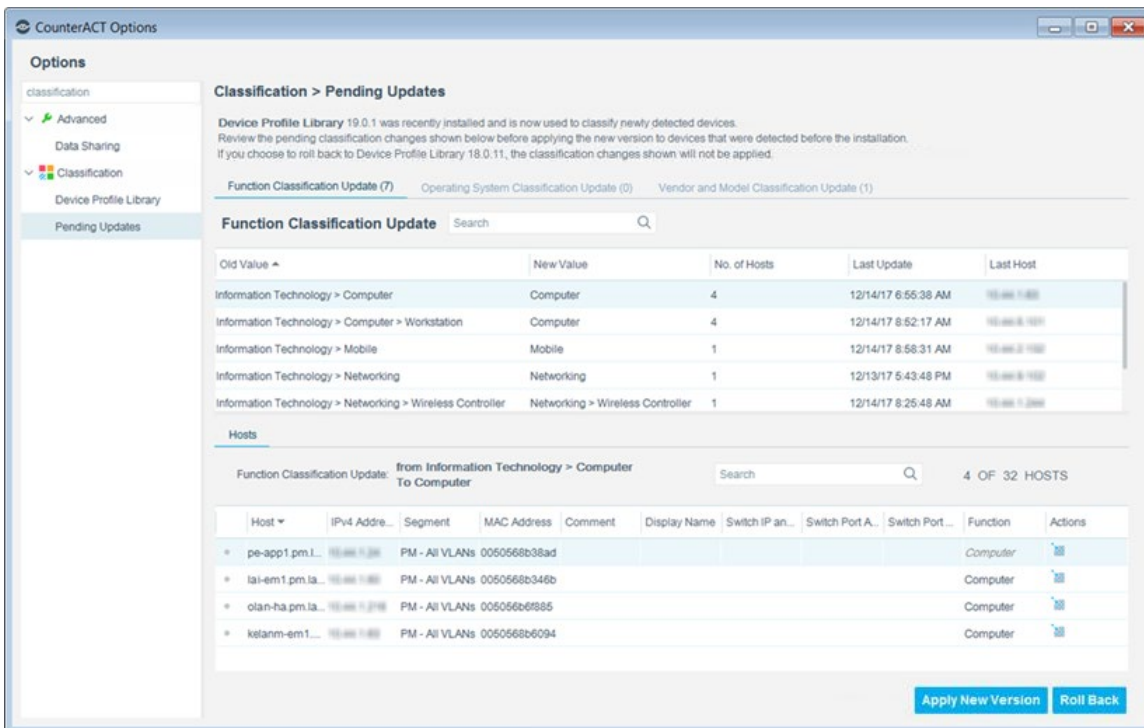 CounterACT Options
Options
classification
Advanced
Data Sharing
Classification
Device Profile Library
Pending Updates
Classification > Pending Updates
Device Profile Library 19.0.1 was recently installed and is now used to classify newly detected devices.
Review the pending classification changes shown below before applying the new version to devices that were detected before the installation.
If you choose to roll back to Device Profile Library 18.0.11, the classification changes shown will not be applied.
Function Classification Update (7) Operating System Classification Update (0) Vendor and Model Classification Update (1)
Function Classification Update Search
Old Value New Value No. of Hosts Last Update Last Host
Information Technology > Computer Computer 4 12/14/17 6:55:38 AM
Information Technology > Computer > Workstation Computer 4 12/14/17 8:52:17 AM
Information Technology > Mobile Mobile 1 12/14/17 8:58:31 AM
Information Technology > Networking Networking 1 12/13/17 5:43:48 PM
Information Technology > Networking > Wireless Controller Networking > Wireless Controller 1 12/14/17 8:25:48 AM
Hosts
Function Classification Update: from Information Technology > Computer
To Computer
Search 4 OF 32 HOSTS
Host IPv4 Addre... Segment MAC Address Comment Display Name Switch IP an... Switch Port A... Switch Port ... Function Actions
pe-app1.pm.l... PM - All VLANs 0050568b38ad Computer
lai-em1.pm.la... PM - All VLANs 0050568b346b Computer
olan-ha.pm.la... PM - All VLANs 005056b6f885 Computer
kelanm-em1.... PM - All VLANs 0050568b6094 Computer
Apply New Version Roll Back